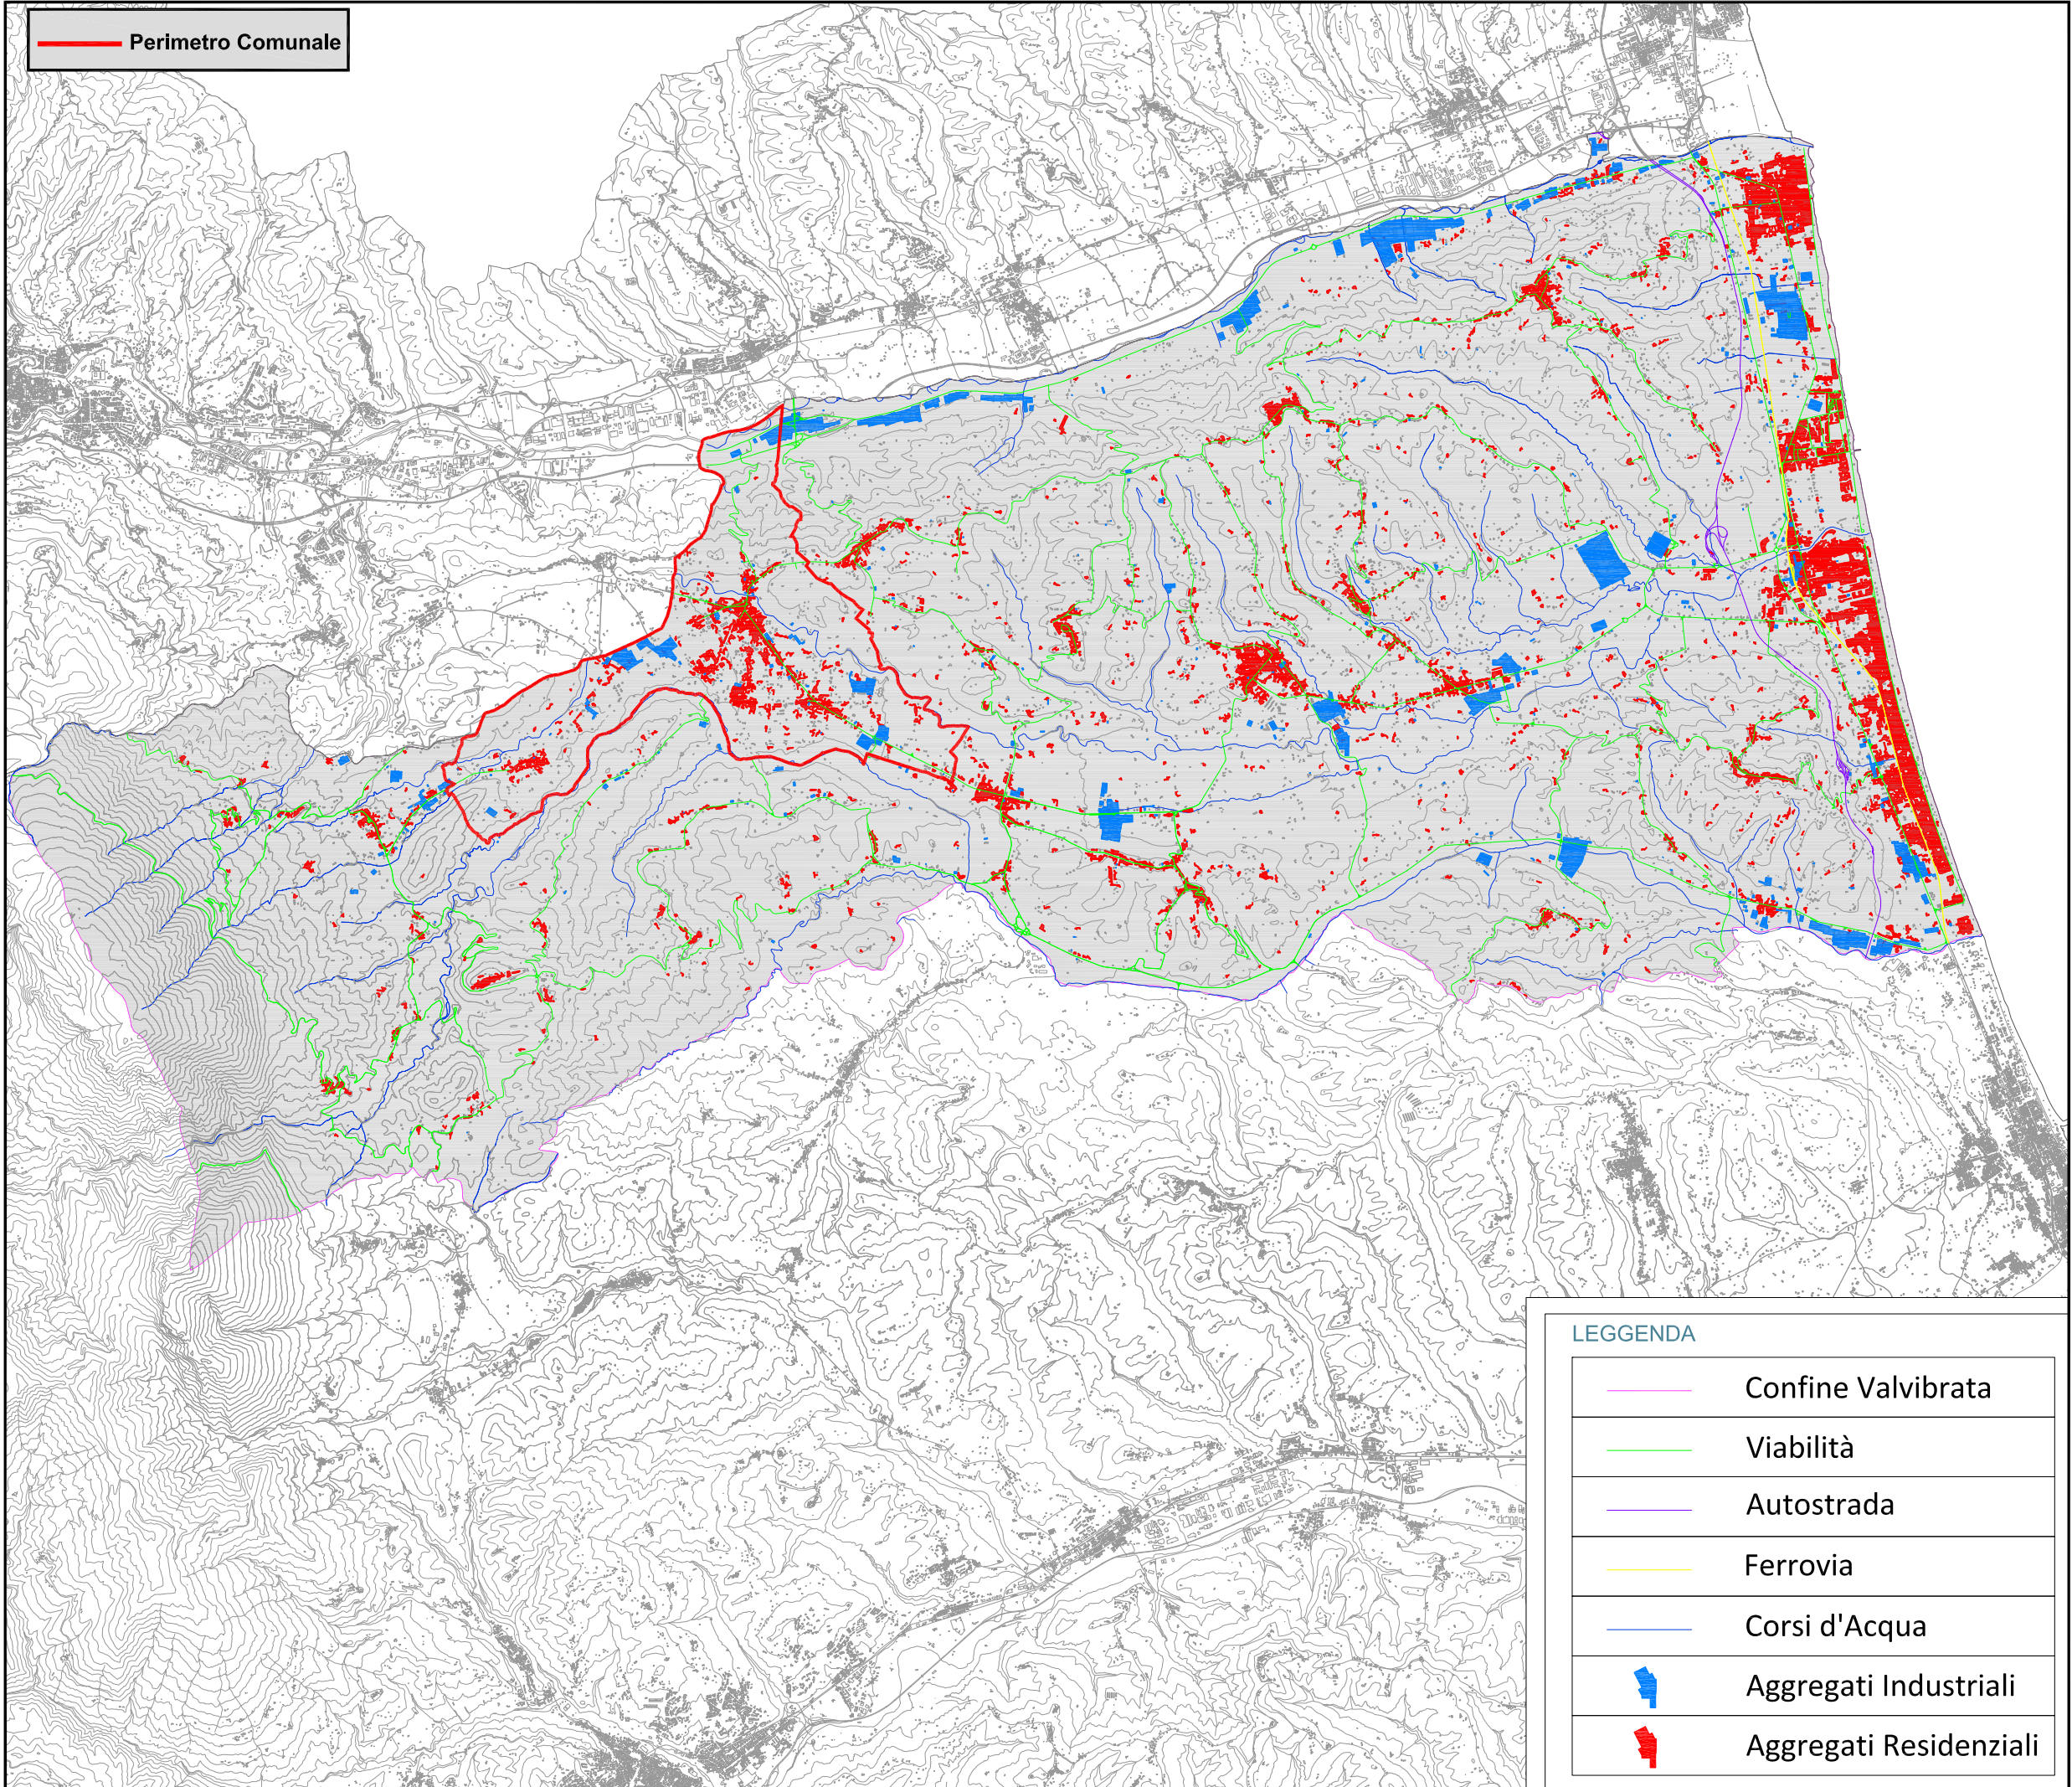 Perimetro Comunale
LEGGENDA
Confine Valvibrata
Viabilità
Autostrada
Ferrovia
Corsi d'Acqua
Aggregati Industriali
Aggregati Residenziali